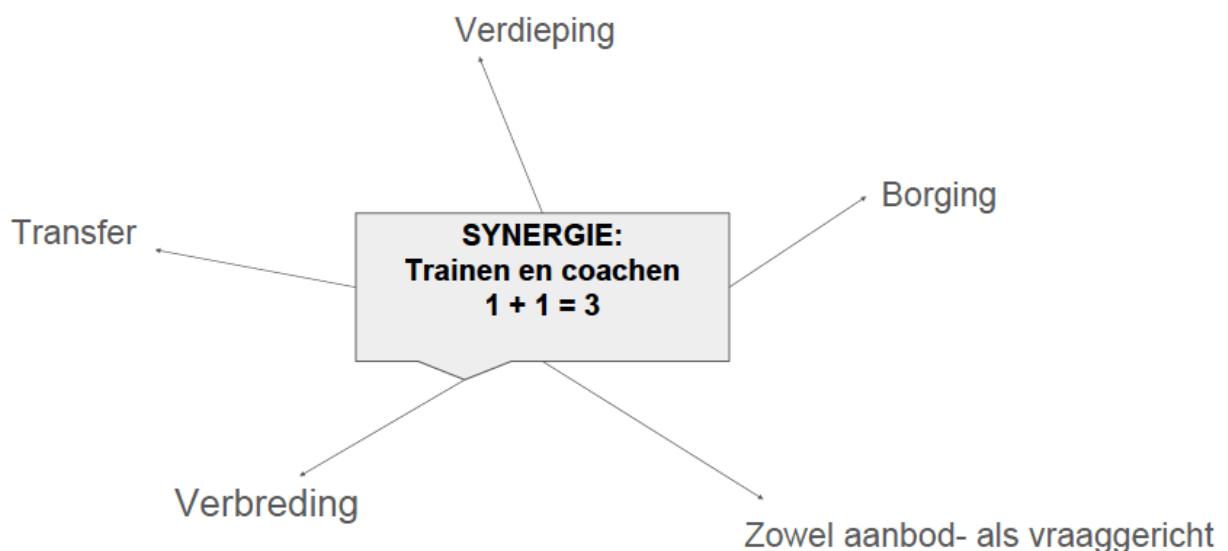 Verdieping
Borging
Transfer
SYNERGIE:
Trainen en coachen
1 + 1 = 3
Verbreding
Zowel aanbod- als vraaggericht